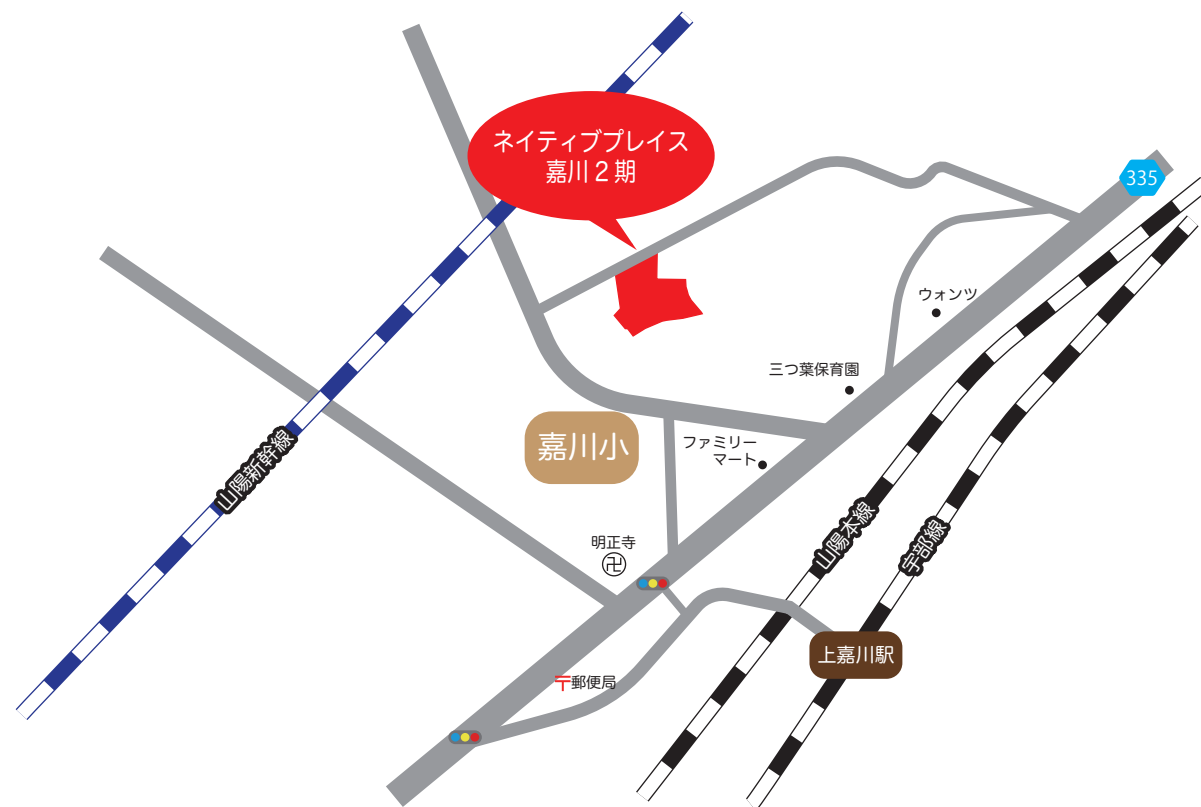 ネイティブプレイス
嘉川2期
335
ウォンツ
三つ葉保育園
嘉川小
ファミリー
マート
山陽新幹線
山陽本線
宇部線
明正寺
卍
上嘉川駅
〒郵便局